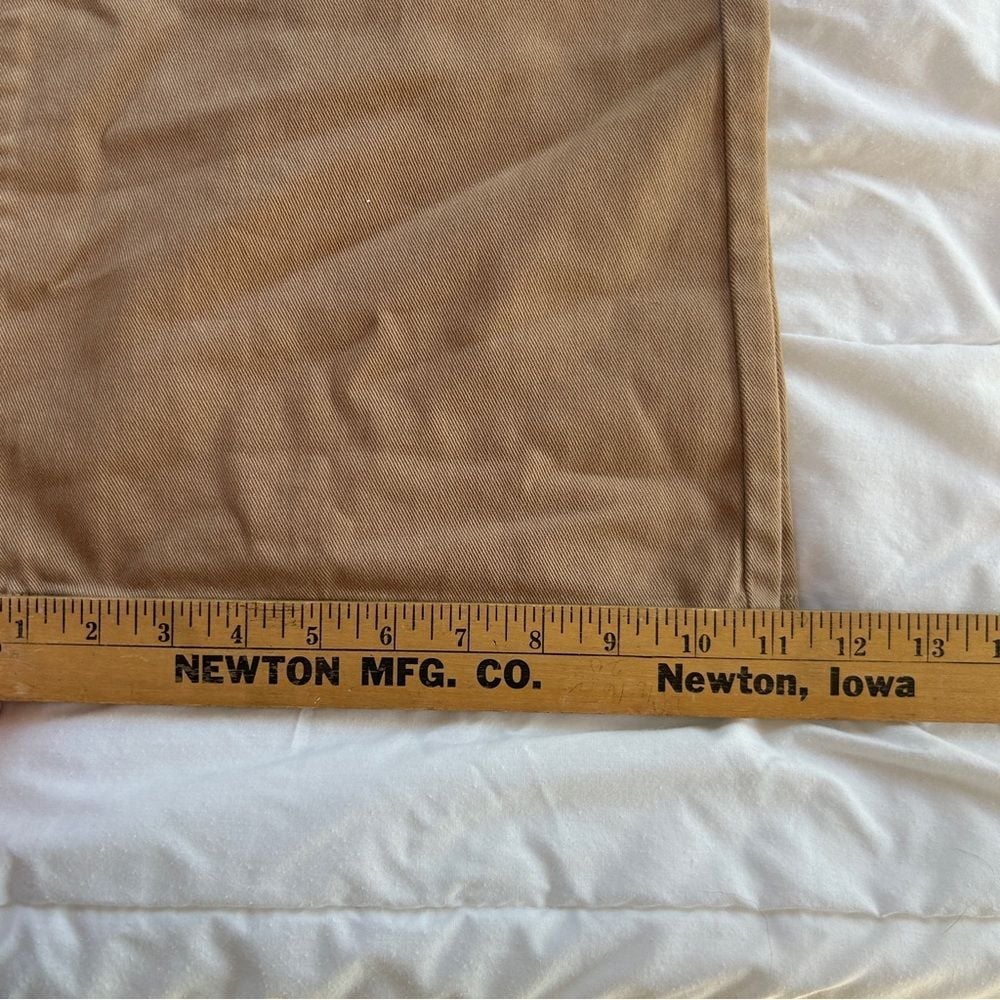 1 2 3 4 5 6 7 8 9 10 11 12 13
NEWTON MFG. CO. Newton, Iowa